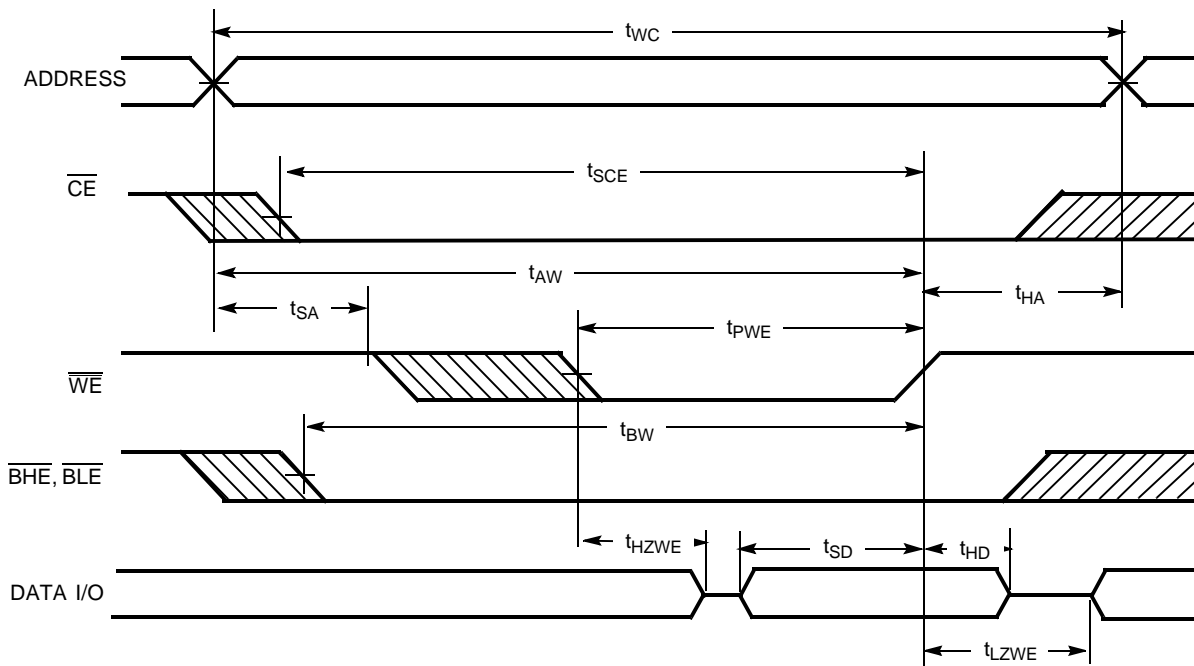 tWC
ADDRESS
tSCE
CE
tAW
tSA
tHA
tPWE
WE
tBW
BHE, BLE
tHZWE
tSD
tHD
DATA I/O
tLZWE